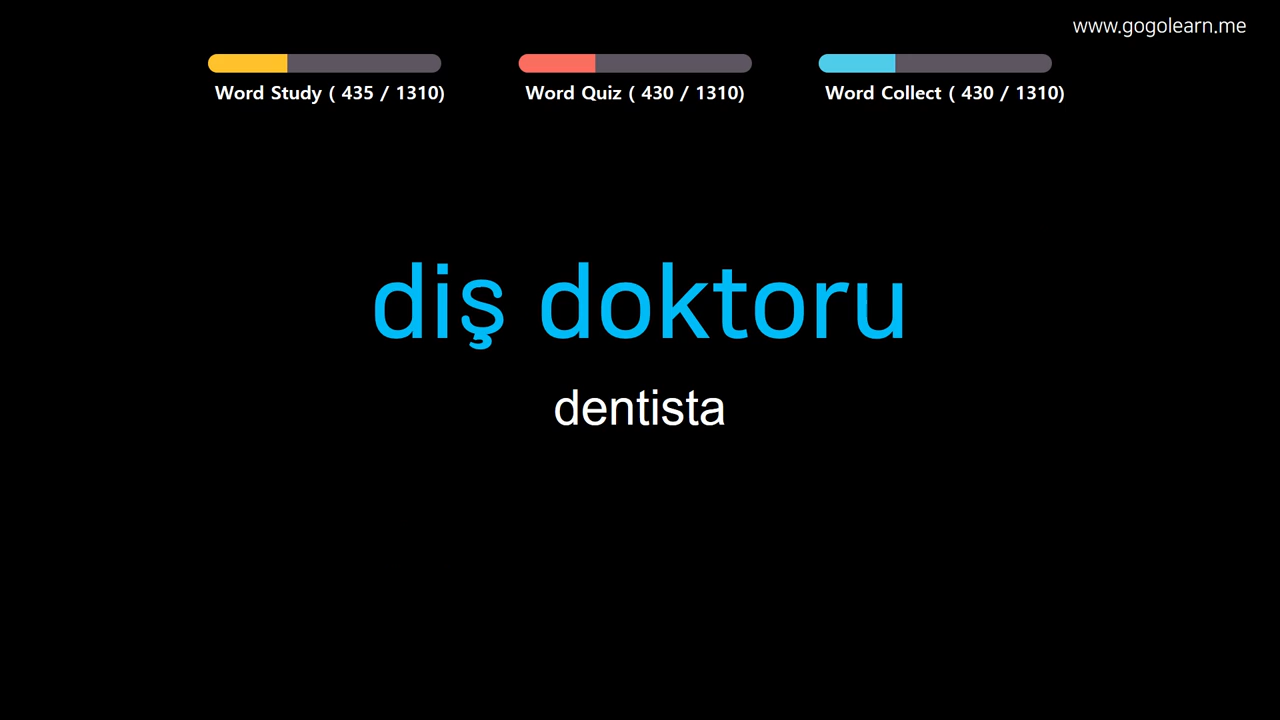 www.gogolearn.me
Word Study ( 435 / 1310)
Word Quiz ( 430 / 1310)
Word Collect ( 430 / 1310)
diş doktoru
dentista